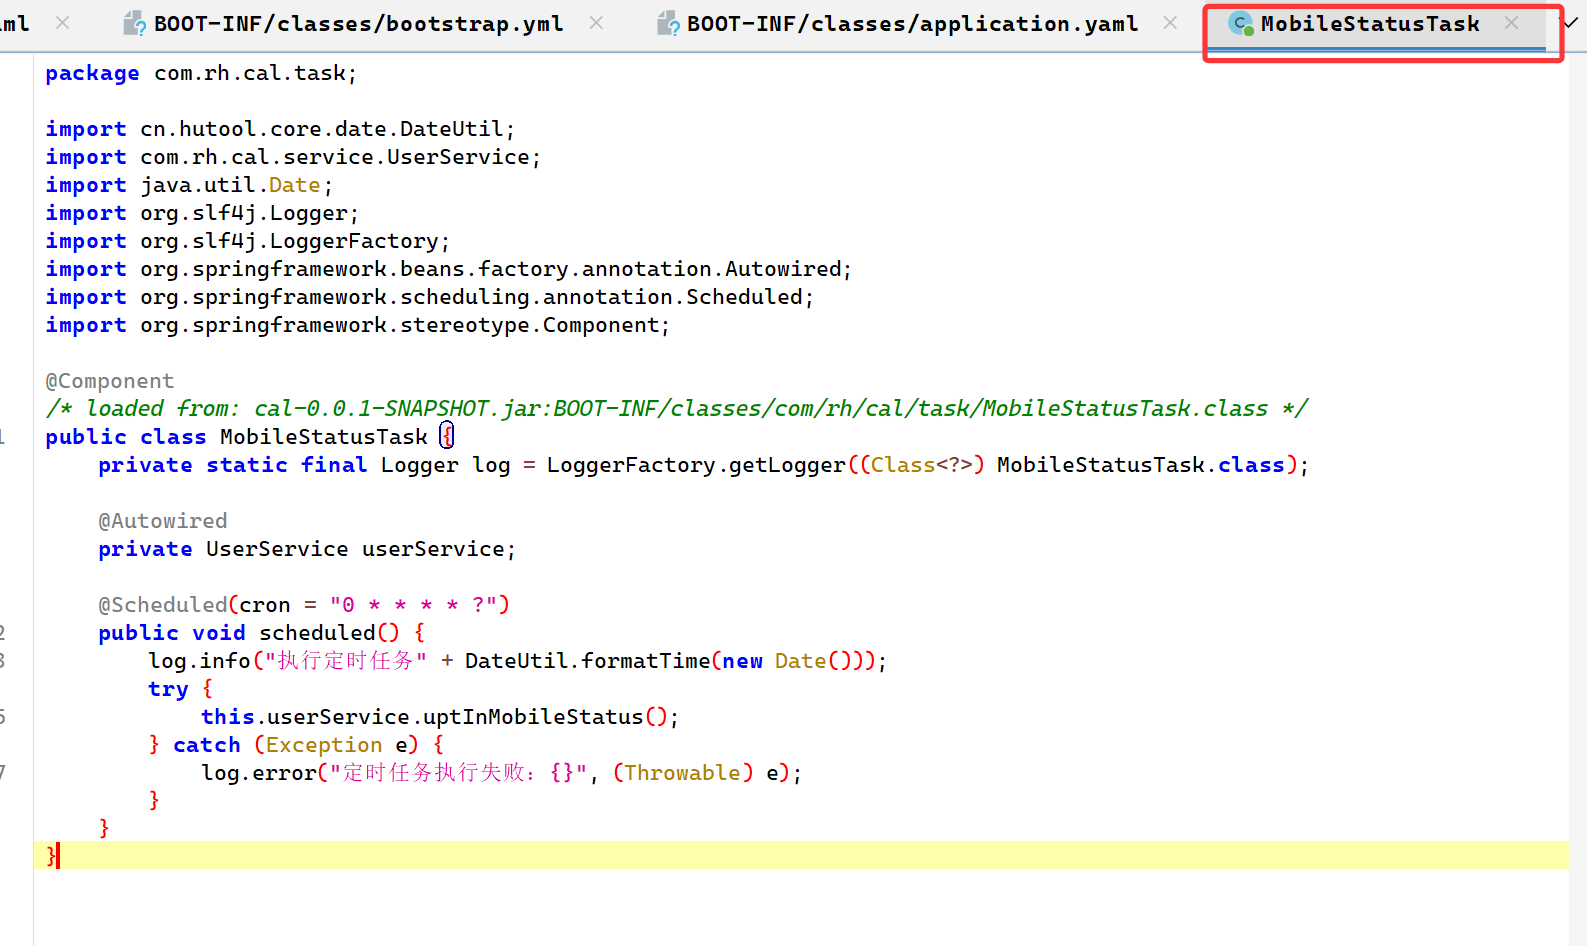 ml BOOT-INF/classes/bootstrap.yml BOOT-INF/classes/application.yaml MobileStatusTask
package com.rh.cal.task;
import cn.hutool.core.date.DateUtil;
import com.rh.cal.service.UserService;
import java.util.Date;
import org.slf4j.Logger;
import org.slf4j.LoggerFactory;
import org.springframework.beans.factory.annotation.Autowired;
import org.springframework.scheduling.annotation.Scheduled;
import org.springframework.stereotype.Component;
@Component
/* loaded from: cal-0.0.1-SNAPSHOT.jar:BOOT-INF/classes/com/rh/cal/task/MobileStatusTask.class */
public class MobileStatusTask {
private static final Logger log = LoggerFactory.getLogger((Class<?>) MobileStatusTask.class);
@Autowired
private UserService userService;
@Scheduled(cron = "0 * * * * ?")
public void scheduled() {
log.info("执行定时任务" + DateUtil.formatTime(new Date()));
try {
this.userService.uptInMobileStatus();
} catch (Exception e) {
log.error("定时任务执行失败：{}", (Throwable) e);
}
}
}